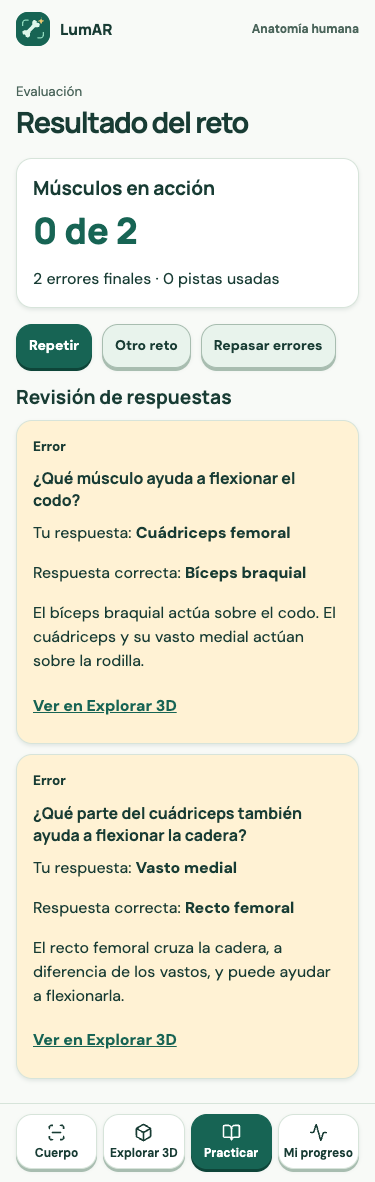 LumAR
Anatomía humana
Evaluación
Resultado del reto
Músculos en acción
0 de 2
2 errores finales · 0 pistas usadas
Repetir
Otro reto
Repasar errores
Revisión de respuestas
Error
¿Qué músculo ayuda a flexionar el
codo?
Tu respuesta: Cuádriceps femoral
Respuesta correcta: Bíceps braquial
El bíceps braquial actúa sobre el codo. El
cuádriceps y su vasto medial actúan
sobre la rodilla.
Ver en Explorar 3D
Error
¿Qué parte del cuádriceps también
ayuda a flexionar la cadera?
Tu respuesta: Vasto medial
Respuesta correcta: Recto femoral
El recto femoral cruza la cadera, a
diferencia de los vastos, y puede ayudar
a flexionarla.
Ver en Explorar 3D
Cuerpo
Explorar 3D
Practicar
Mi progreso